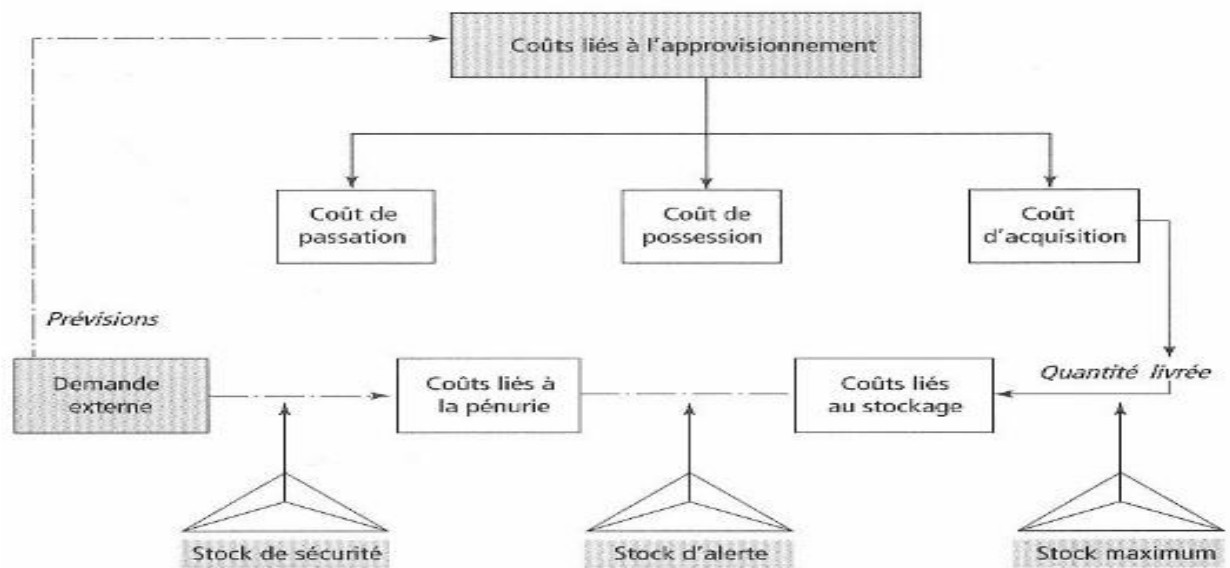 Coûts liés à l'approvisionnement
Coût de
passation
Coût de
possession
Coût
d'acquisition
Prévisions
Demande
externe
Coûts liés à
la pénurie
Coûts liés
au stockage
Quantité livrée
Stock de sécurité
Stock d'alerte
Stock maximum